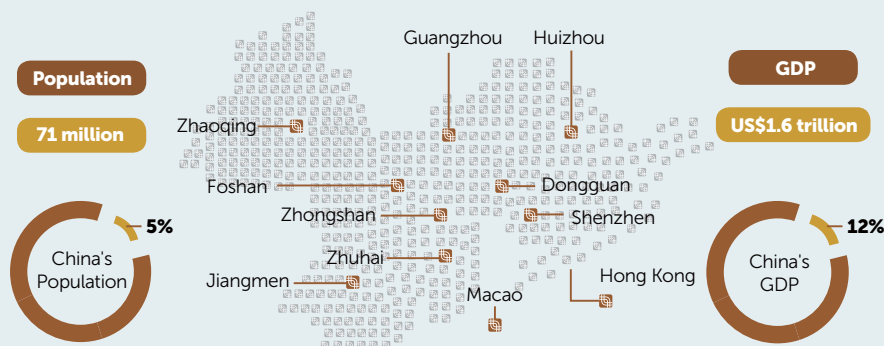 Population
71 million
5%
China's
Population
Guangzhou
Huizhou
Zhaoqing
Foshan
Dongguan
Zhongshan
Shenzhen
Zhuhai
Jiangmen
Hong Kong
Macao
GDP
US$1.6 trillion
12%
China's
GDP